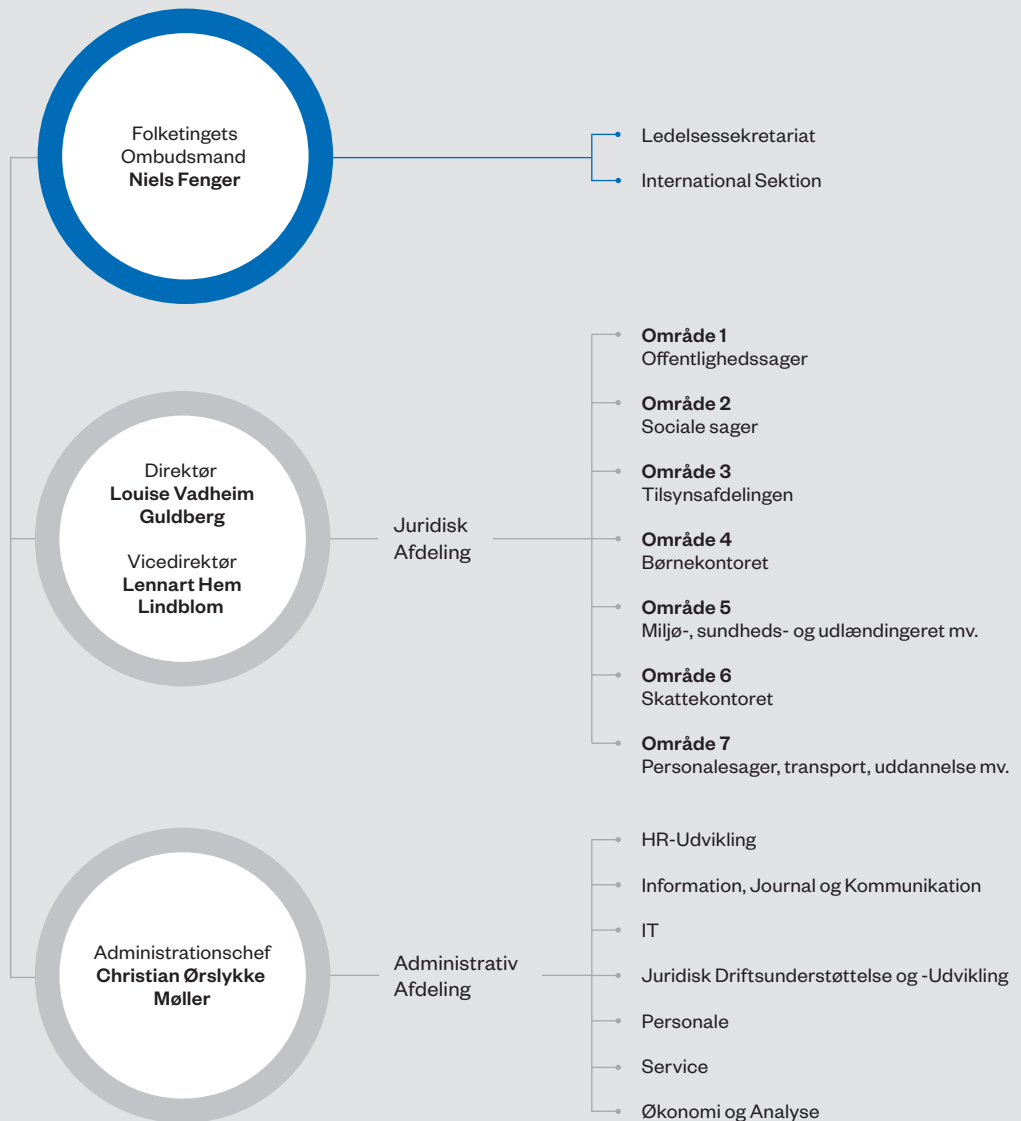 Folketingets
Ombudsmand
Niels Fenger
Ledelsessekretariat
International Sektion
Direktør
Louise Vadheim
Guldberg
Vicedirektør
Lennart Hem
Lindblom
Juridisk
Afdeling
Område 1
Offentlighedssager
Område 2
Sociale sager
Område 3
Tilsynsafdelingen
Område 4
Børnekontoret
Område 5
Miljø-, sundheds- og udlændingeret mv.
Område 6
Skattekontoret
Område 7
Personalesager, transport, uddannelse mv.
Administrationschef
Christian Ørslykke
Møller
Administrativ
Afdeling
HR-Udvikling
Information, Journal og Kommunikation
IT
Juridisk Driftsunderstøttelse og -Udvikling
Personale
Service
Økonomi og Analyse